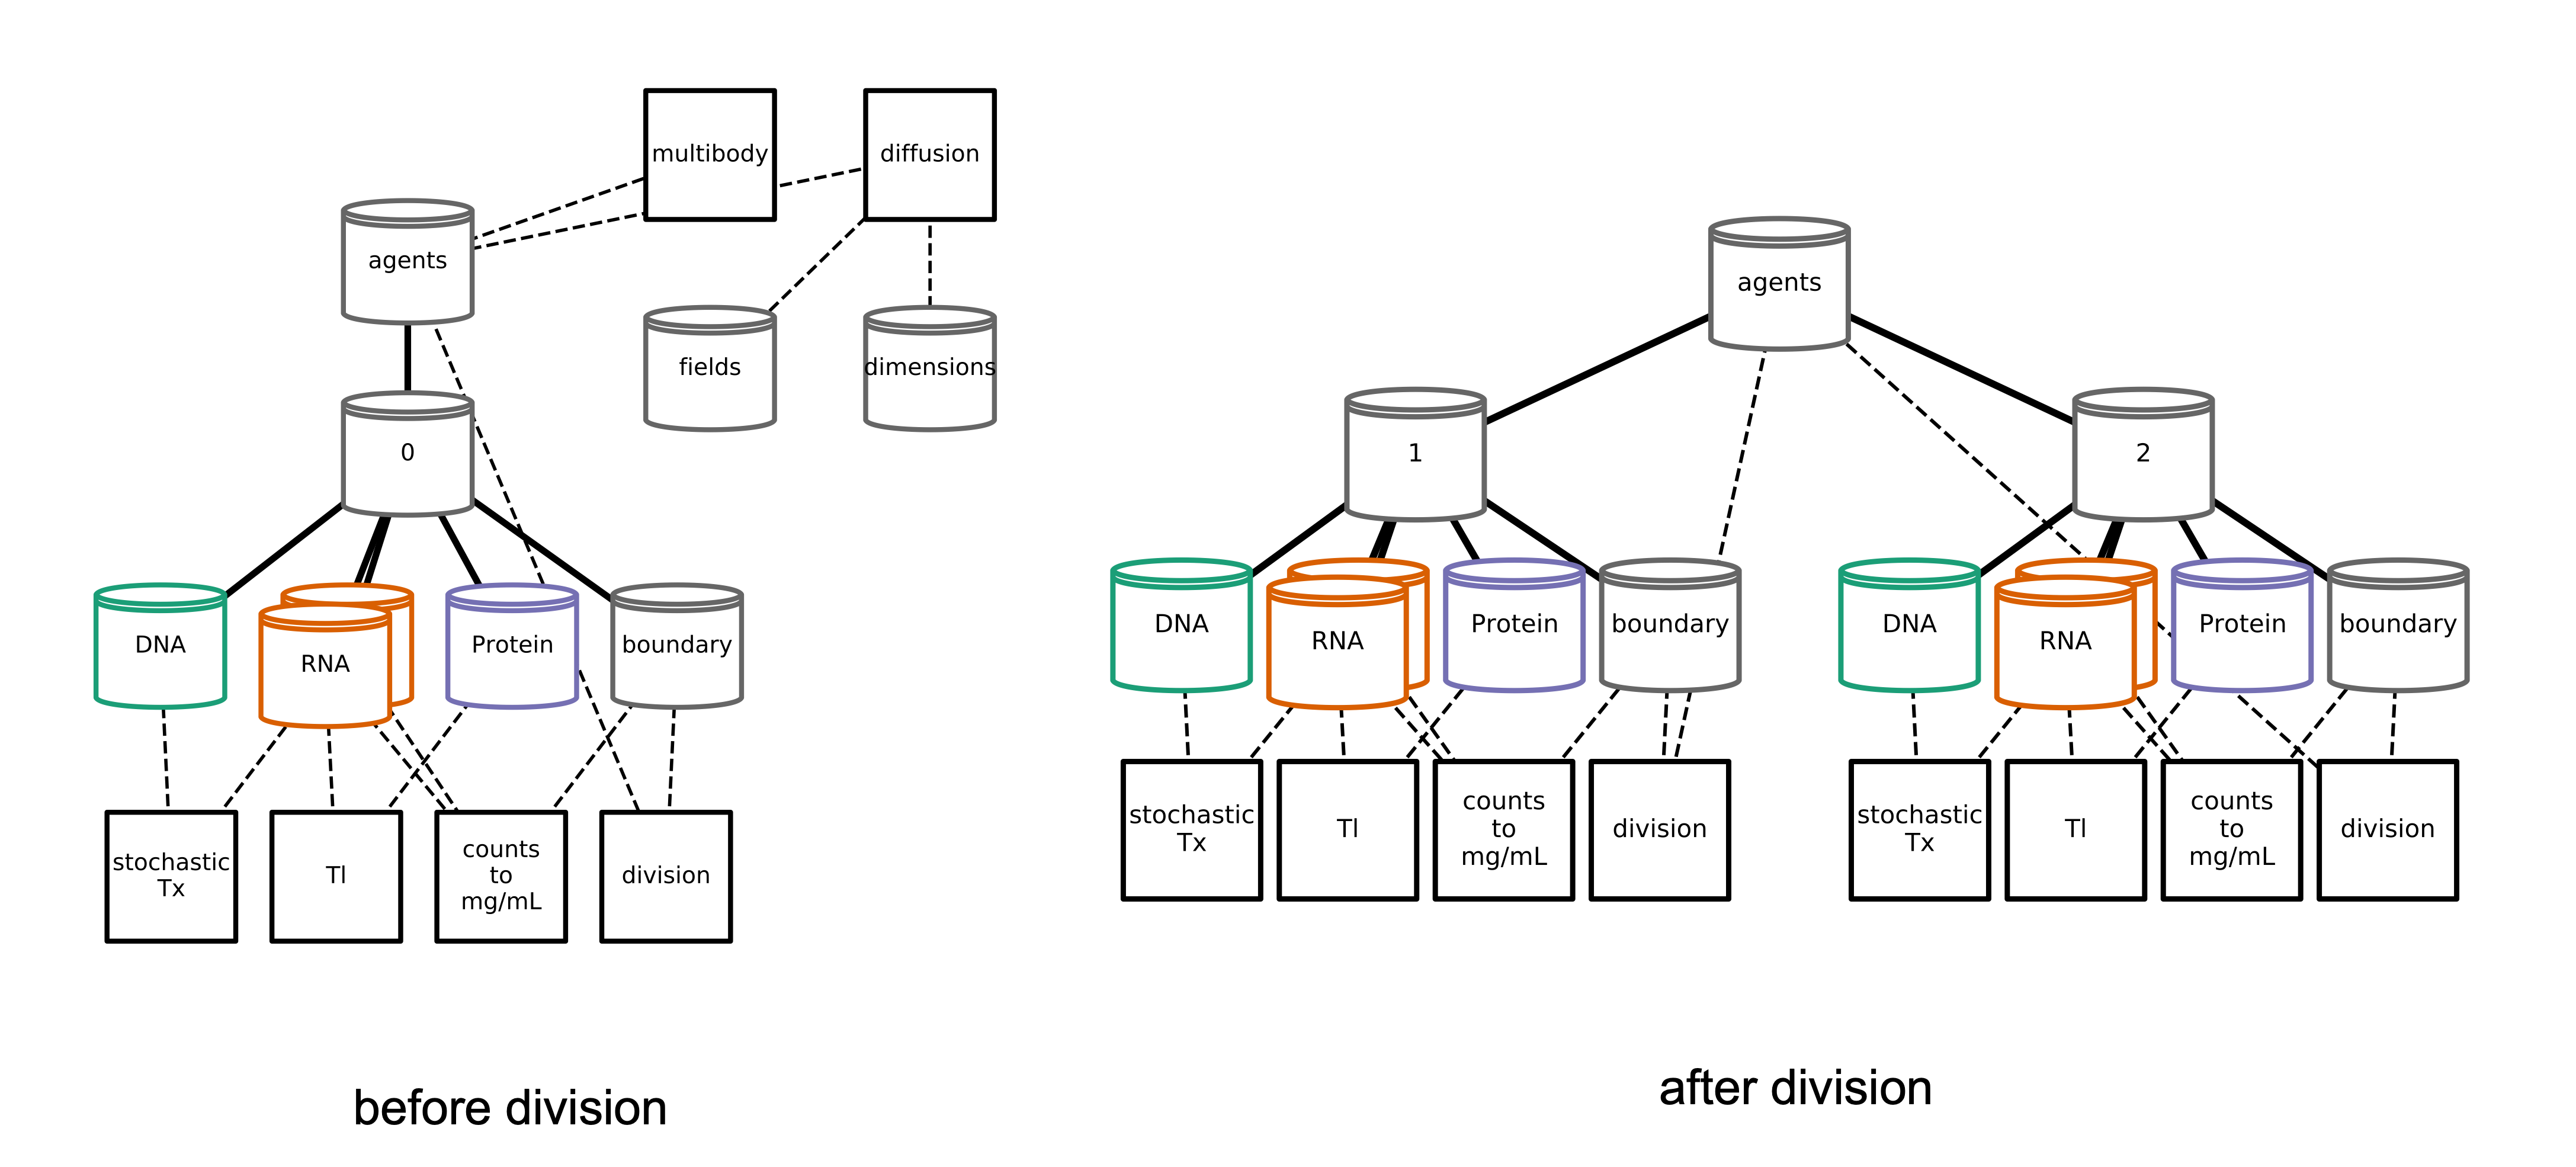 multibody
diffusion
agents
fields
dimensions
0
DNA
RNA
Protein
boundary
stochastic
Tx
Tl
counts
to
mg/mL
division
before division
agents
1
2
DNA
RNA
Protein
boundary
DNA
RNA
Protein
boundary
stochastic
Tx
Tl
counts
to
mg/mL
division
stochastic
Tx
Tl
counts
to
mg/mL
division
after division